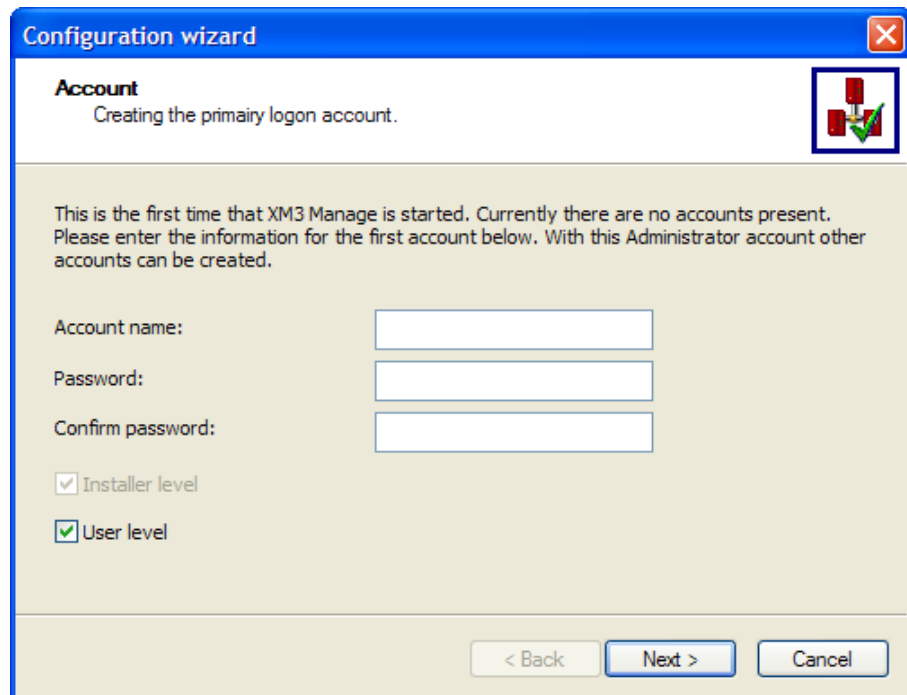 Configuration wizard
Account
Creating the primairy logon account.
This is the first time that XM3 Manage is started. Currently there are no accounts present.
Please enter the information for the first account below. With this Administrator account other
accounts can be created.
Account name:
Password:
Confirm password:
Installer level
User level
< Back Next > Cancel